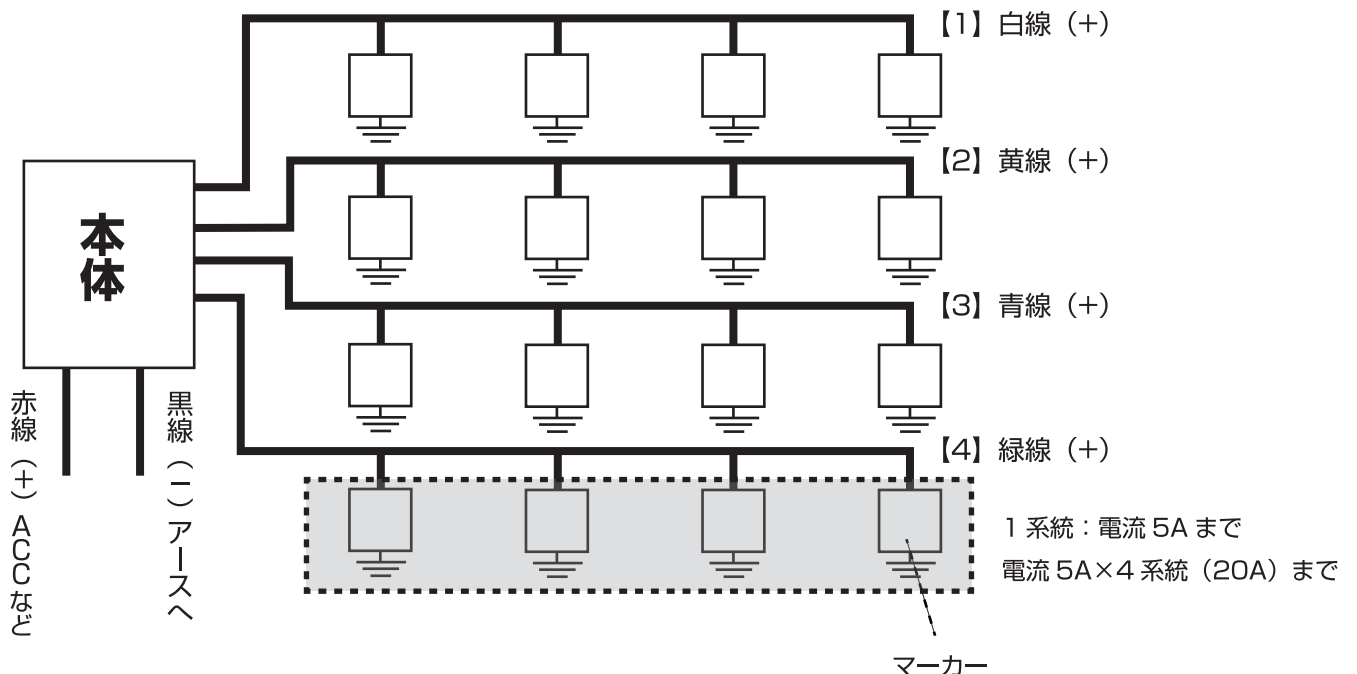 【1】白線（+）
【2】黄線（+）
本体
【3】青線（+）
赤線（+）ACCなど
黒線（-）アースへ
【4】緑線（+）
1系統：電流5Aまで
電流5A×4系統（20A）まで
マーカー